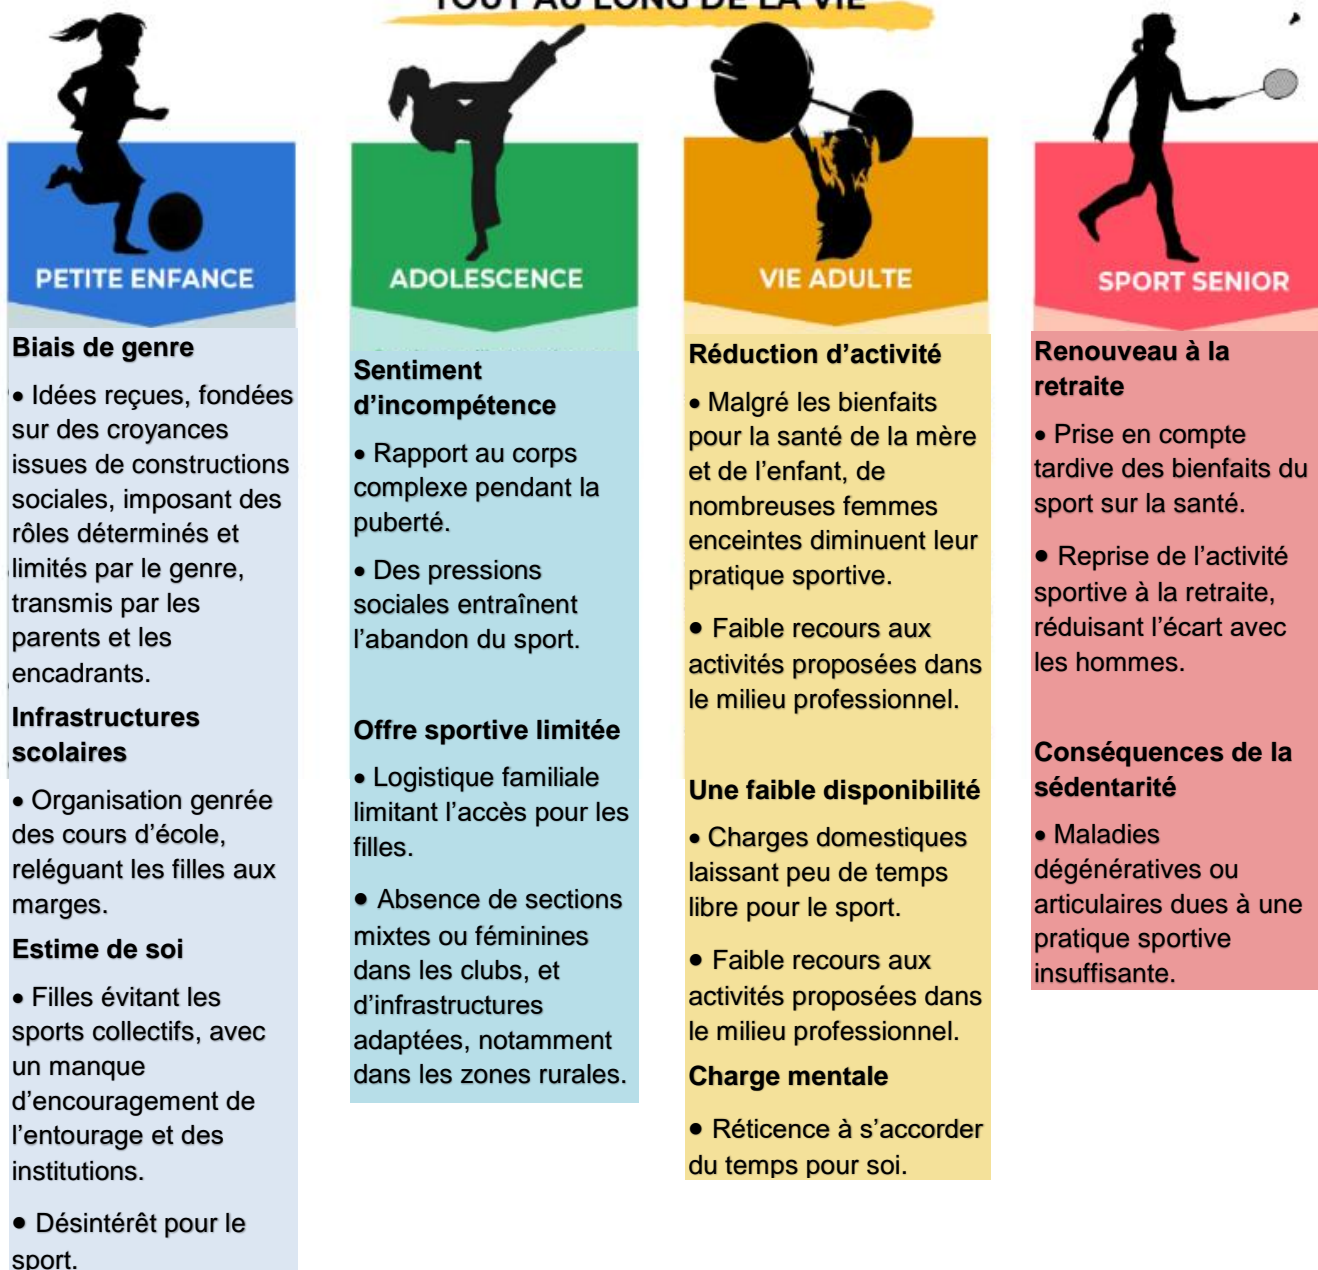 TOUT AU LONG DE LA VIE
PETITE ENFANCE
Biais de genre
• Idées reçues, fondées
sur des croyances
issues de constructions
sociales, imposant des
rôles déterminés et
limités par le genre,
transmis par les
parents et les
encadrants.
Infrastructures
scolaires
• Organisation genrée
des cours d’école,
reléguant les filles aux
marges.
Estime de soi
• Filles évitant les
sports collectifs, avec
un manque
d’encouragement de
l’entourage et des
institutions.
• Désintérêt pour le
sport.
ADOLESCENCE
Sentiment
d’incompétence
• Rapport au corps
complexe pendant la
puberté.
• Des pressions
sociales entraînent
l’abandon du sport.
Offre sportive limitée
• Logistique familiale
limitant l’accès pour les
filles.
• Absence de sections
mixtes ou féminines
dans les clubs, et
d’infrastructures
adaptées, notamment
dans les zones rurales.
VIE ADULTE
Réduction d’activité
• Malgré les bienfaits
pour la santé de la mère
et de l’enfant, de
nombreuses femmes
enceintes diminuent leur
pratique sportive.
• Faible recours aux
activités proposées dans
le milieu professionnel.
Une faible disponibilité
• Charges domestiques
laissant peu de temps
libre pour le sport.
• Faible recours aux
activités proposées dans
le milieu professionnel.
Charge mentale
• Réticence à s’accorder
du temps pour soi.
SPORT SENIOR
Renouveau à la
retraite
• Prise en compte
tardive des bienfaits du
sport sur la santé.
• Reprise de l’activité
sportive à la retraite,
réduisant l’écart avec
les hommes.
Conséquences de la
sédentarité
• Maladies
dégénératives ou
articulaires dues à une
pratique sportive
insuffisante.